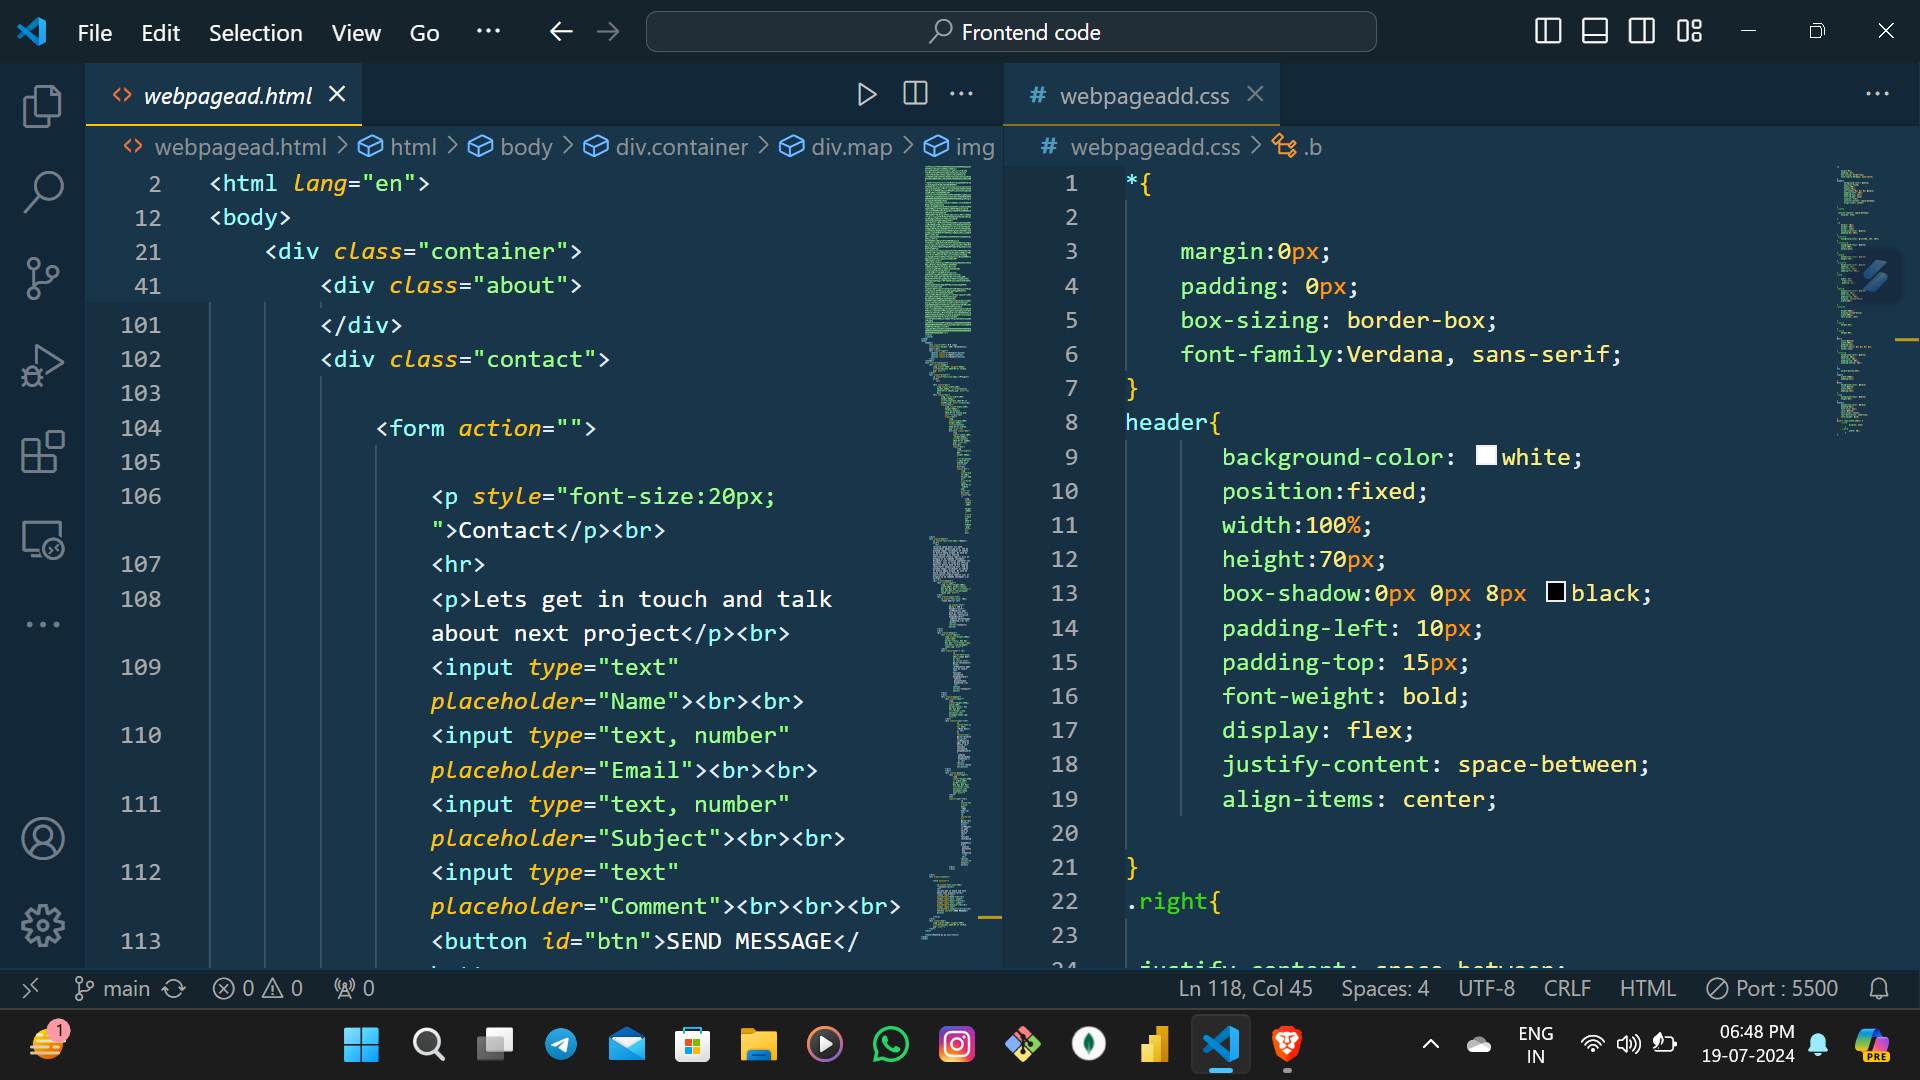 File Edit Selection View Go ··· Frontend code
webpagead.html
webpagead.html > html > body > div.container > div.map > img
2 <html lang="en">
12 <body>
21 <div class="container">
41 <div class="about">
101 </div>
102 <div class="contact">
103
104 <form action="">
105
106 <p style="font-size:20px;
">Contact</p><br>
107 <hr>
108 <p>Lets get in touch and talk
about next project</p><br>
109 <input type="text"
placeholder="Name"><br><br>
110 <input type="text, number"
placeholder="Email"><br><br>
111 <input type="text, number"
placeholder="Subject"><br><br>
112 <input type="text"
placeholder="Comment"><br><br><br>
113 <button id="btn">SEND MESSAGE</
# webpageadd.css
# webpageadd.css > .b
1 *{
2
3 margin:0px;
4 padding: 0px;
5 box-sizing: border-box;
6 font-family:Verdana, sans-serif;
7 }
8 header{
9 background-color: white;
10 position:fixed;
11 width:100%;
12 height:70px;
13 box-shadow:0px 0px 8px black;
14 padding-left: 10px;
15 padding-top: 15px;
16 font-weight: bold;
17 display: flex;
18 justify-content: space-between;
19 align-items: center;
20
21 }
22 .right{
23
24 justify-content: space-between;
main 0 0 0 Ln 118, Col 45 Spaces: 4 UTF-8 CRLF HTML Port : 5500
1
ENG
IN
06:48 PM
19-07-2024
PRE